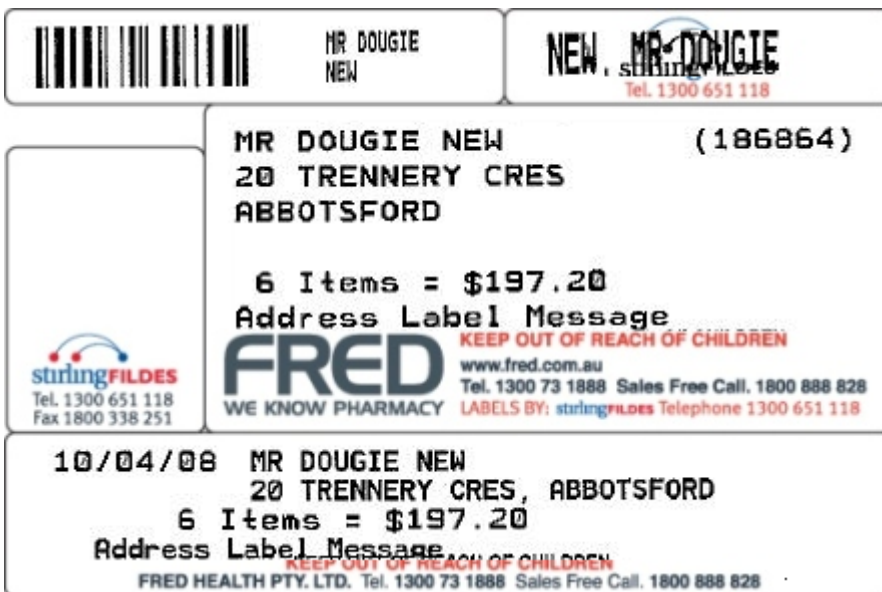 MR DOUGIE
NEW
NEW, MR DOUGIE
stirlingFILDES
Tel. 1300 651 118
MR DOUGIE NEW (186864)
20 TRENNERY CRES
ABBOTSFORD
6 Items = $197.20
Address Label Message
KEEP OUT OF REACH OF CHILDREN
FRED
WE KNOW PHARMACY
www.fred.com.au
Tel. 1300 73 1888 Sales Free Call. 1800 888 828
LABELS BY: stirlingFILDES Telephone 1300 651 118
stirlingFILDES
Tel. 1300 651 118
Fax 1800 338 251
10/04/08 MR DOUGIE NEW
20 TRENNERY CRES, ABBOTSFORD
6 Items = $197.20
Address Label Message
KEEP OUT OF REACH OF CHILDREN
FRED HEALTH PTY. LTD. Tel. 1300 73 1888 Sales Free Call. 1800 888 828